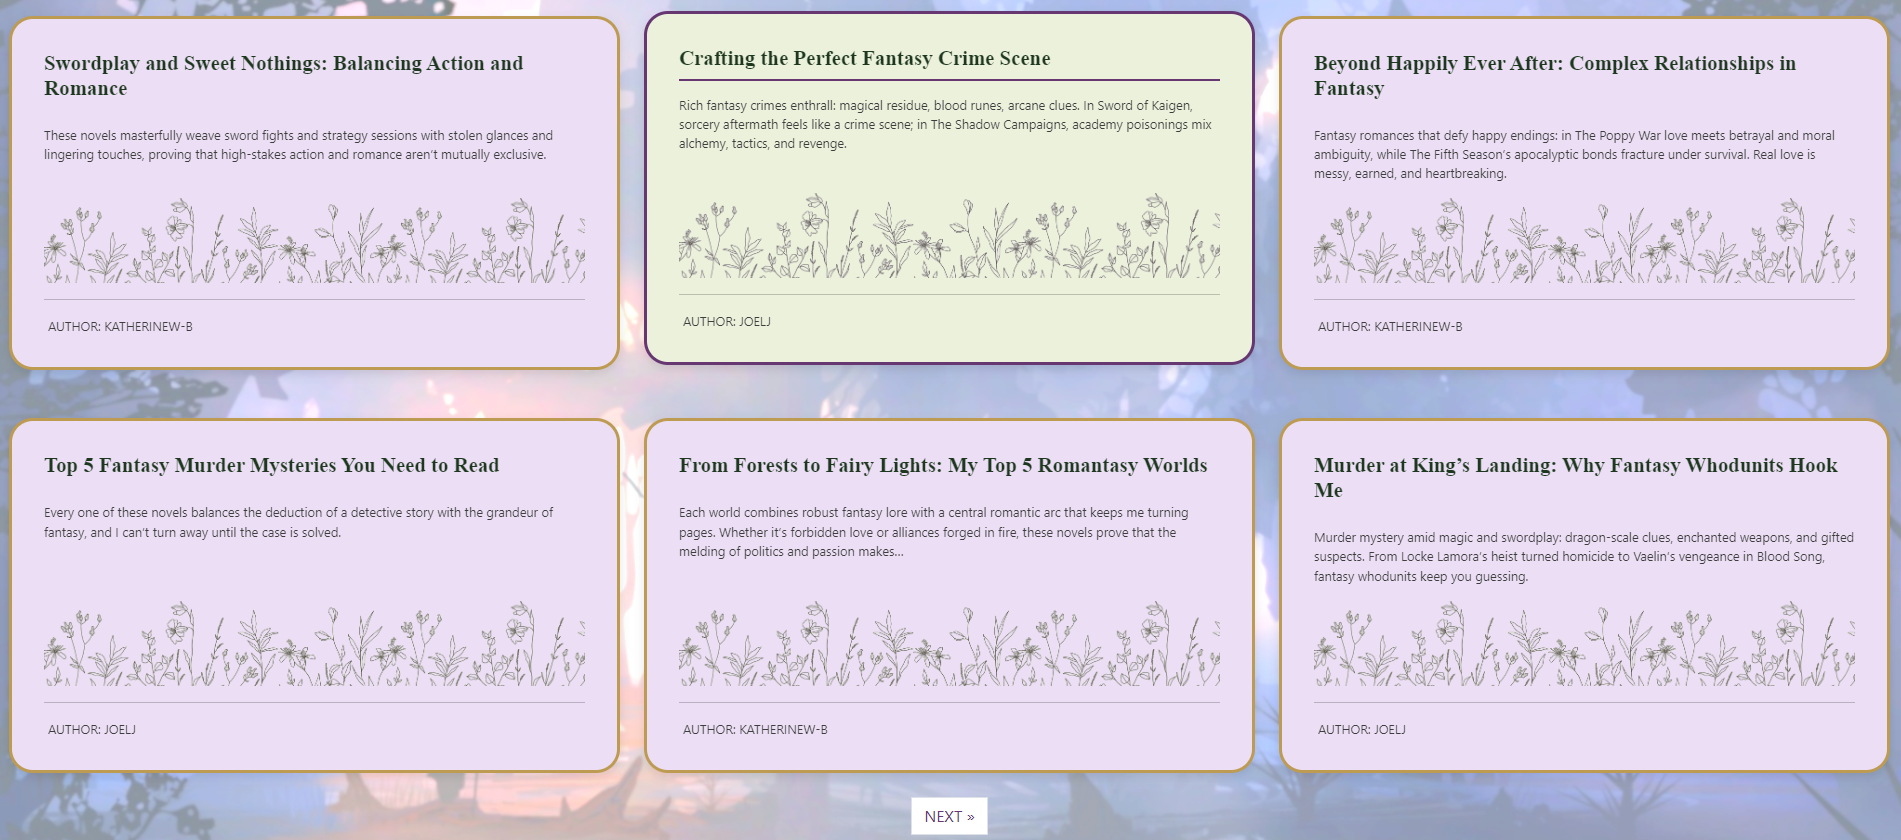 Swordplay and Sweet Nothings: Balancing Action and
Romance
These novels masterfully weave sword fights and strategy sessions with stolen glances and
lingering touches, proving that high-stakes action and romance aren’t mutually exclusive.
AUTHOR: KATHERINEW-B
Crafting the Perfect Fantasy Crime Scene
Rich fantasy crimes enthrall: magical residue, blood runes, arcane clues. In Sword of Kaigen,
sorcery aftermath feels like a crime scene; in The Shadow Campaigns, academy poisonings mix
alchemy, tactics, and revenge.
AUTHOR: JOELJ
Beyond Happily Ever After: Complex Relationships in
Fantasy
Fantasy romances that defy happy endings: in The Poppy War love meets betrayal and moral
ambiguity, while The Fifth Season’s apocalyptic bonds fracture under survival. Real love is
messy, earned, and heartbreaking.
AUTHOR: KATHERINEW-B
Top 5 Fantasy Murder Mysteries You Need to Read
Every one of these novels balances the deduction of a detective story with the grandeur of
fantasy, and I can’t turn away until the case is solved.
AUTHOR: JOELJ
From Forests to Fairy Lights: My Top 5 Romantasy Worlds
Each world combines robust fantasy lore with a central romantic arc that keeps me turning
pages. Whether it’s forbidden love or alliances forged in fire, these novels prove that the
melding of politics and passion makes...
AUTHOR: KATHERINEW-B
Murder at King’s Landing: Why Fantasy Whodunits Hook
Me
Murder mystery amid magic and swordplay: dragon-scale clues, enchanted weapons, and gifted
suspects. From Locke Lamora’s heist turned homicide to Vaelin’s vengeance in Blood Song,
fantasy whodunits keep you guessing.
AUTHOR: JOELJ
NEXT »